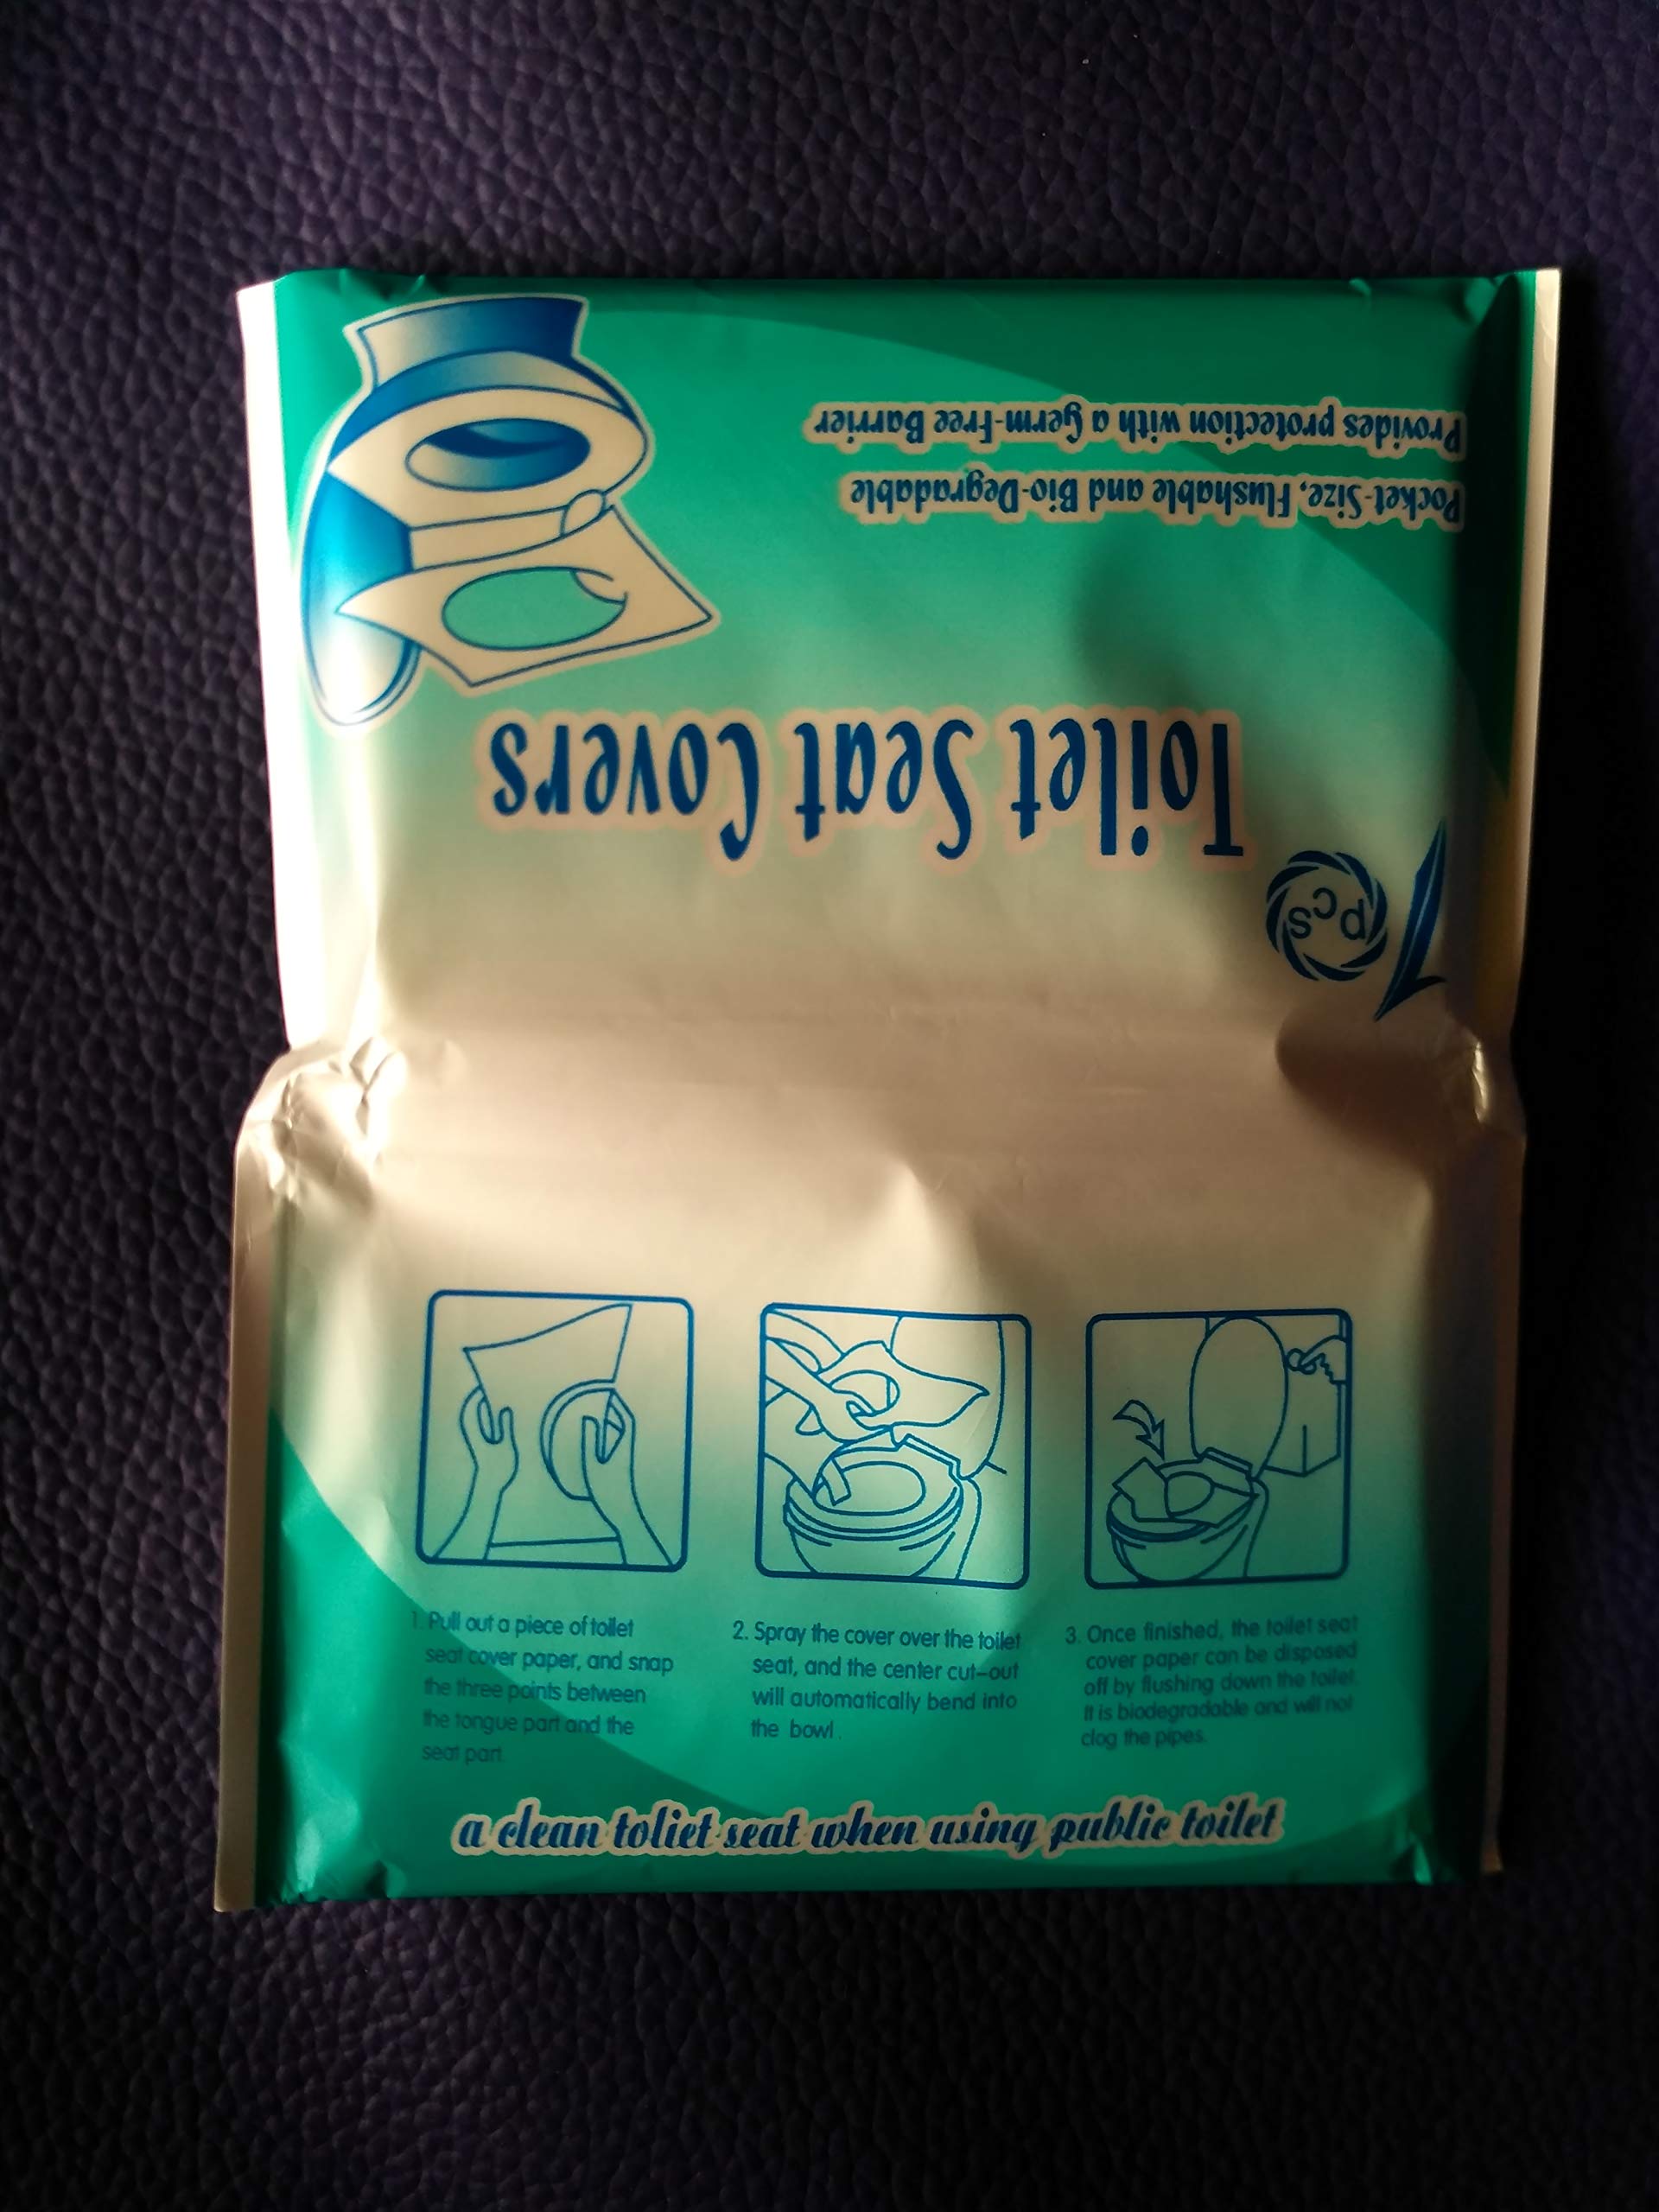 1 pcs
Toilet Seat Covers
Pocket-Size, Flushable and Bio-Degradable
Provides protection with a Germ-Free Barrier
1. Pull out a piece of toilet
seat cover paper, and snap
the three points between
the tongue part and the
seat part.
2. Spray the cover over the toilet
seat, and the center cut-out
will automatically bend into
the bowl.
3. Once finished, the toilet seat
cover paper can be disposed
off by flushing down the toilet.
It is biodegradable and will not
clog the pipes.
a clean toliet seat when using public toilet